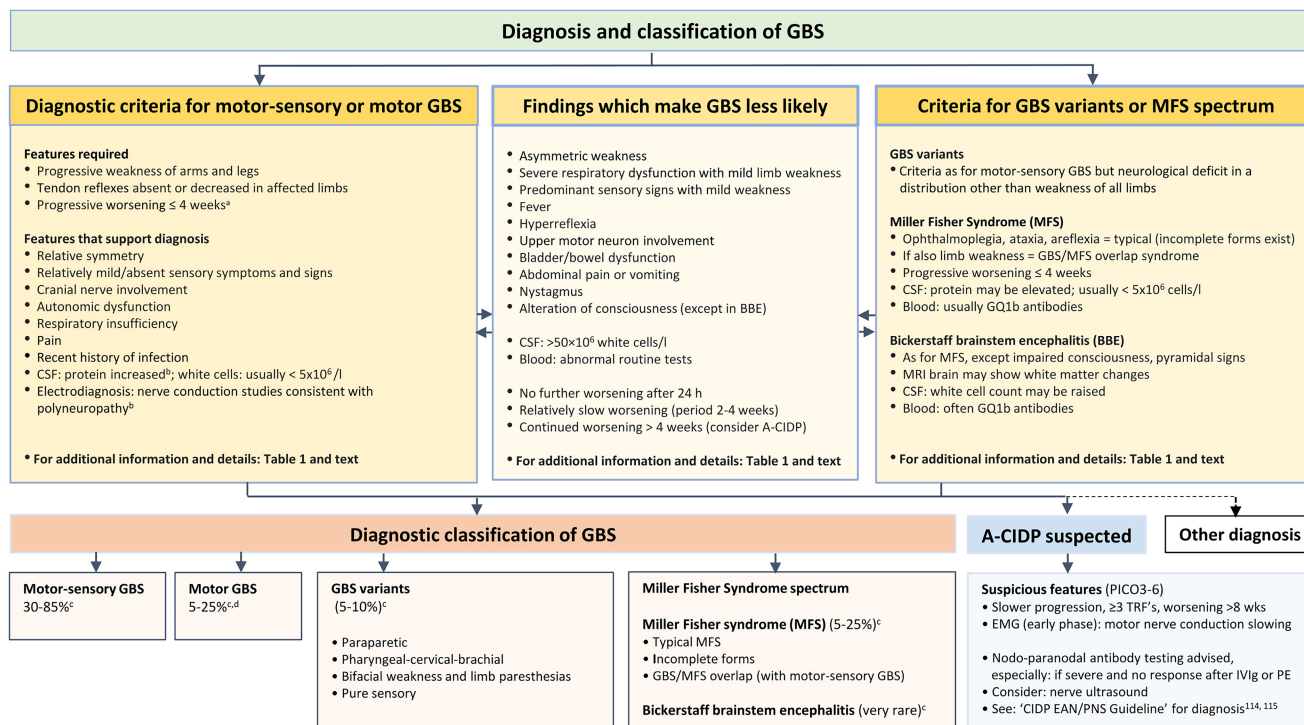 Diagnosis and classification of GBS
Diagnostic criteria for motor-sensory or motor GBS
Features required
• Progressive weakness of arms and legs
• Tendon reflexes absent or decreased in affected limbs
• Progressive worsening ≤ 4 weeksᵃ
Features that support diagnosis
• Relative symmetry
• Relatively mild/absent sensory symptoms and signs
• Cranial nerve involvement
• Autonomic dysfunction
• Respiratory insufficiency
• Pain
• Recent history of infection
• CSF: protein increasedᵇ; white cells: usually < 5x10⁶/l
• Electrodiagnosis: nerve conduction studies consistent with
polyneuropathyᵇ
• For additional information and details: Table 1 and text
Findings which make GBS less likely
• Asymmetric weakness
• Severe respiratory dysfunction with mild limb weakness
• Predominant sensory signs with mild weakness
• Fever
• Hyperreflexia
• Upper motor neuron involvement
• Bladder/bowel dysfunction
• Abdominal pain or vomiting
• Nystagmus
• Alteration of consciousness (except in BBE)
• CSF: >50×10⁶ white cells/l
• Blood: abnormal routine tests
• No further worsening after 24 h
• Relatively slow worsening (period 2-4 weeks)
• Continued worsening > 4 weeks (consider A-CIDP)
• For additional information and details: Table 1 and text
Criteria for GBS variants or MFS spectrum
GBS variants
• Criteria as for motor-sensory GBS but neurological deficit in a
distribution other than weakness of all limbs
Miller Fisher Syndrome (MFS)
• Ophthalmoplegia, ataxia, areflexia = typical (incomplete forms exist)
• If also limb weakness = GBS/MFS overlap syndrome
• Progressive worsening ≤ 4 weeks
• CSF: protein may be elevated; usually < 5x10⁶ cells/l
• Blood: usually GQ1b antibodies
Bickerstaff brainstem encephalitis (BBE)
• As for MFS, except impaired consciousness, pyramidal signs
• MRI brain may show white matter changes
• CSF: white cell count may be raised
• Blood: often GQ1b antibodies
• For additional information and details: Table 1 and text
Diagnostic classification of GBS
A-CIDP suspected
Other diagnosis
Motor-sensory GBS
30-85%ᶜ
Motor GBS
5-25%ᶜ,ᵈ
GBS variants
(5-10%)ᶜ
• Paraparetic
• Pharyngeal-cervical-brachial
• Bifacial weakness and limb paresthesias
• Pure sensory
Miller Fisher Syndrome spectrum
Miller Fisher syndrome (MFS) (5-25%)ᶜ
• Typical MFS
• Incomplete forms
• GBS/MFS overlap (with motor-sensory GBS)
Bickerstaff brainstem encephalitis (very rare)ᶜ
Suspicious features (PICO3-6)
• Slower progression, ≥3 TRF's, worsening >8 wks
• EMG (early phase): motor nerve conduction slowing
• Nodo-paranodal antibody testing advised,
especially: if severe and no response after IVIg or PE
• Consider: nerve ultrasound
• See: 'CIDP EAN/PNS Guideline' for diagnosis¹¹⁴, ¹¹⁵